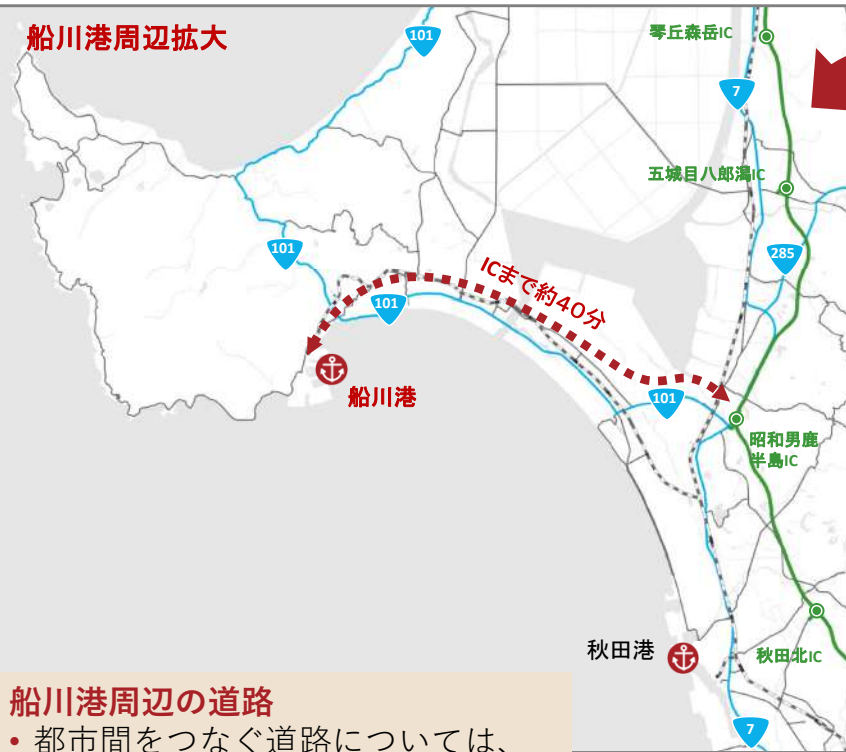 船川港周辺拡大
101
琴丘森岳IC
7
五城目八郎潟IC
285
101
ICまで約40分
101
船川港
101
昭和男鹿
半島IC
秋田港
秋田北IC
7
船川港周辺の道路
• 都市間をつなぐ道路については、